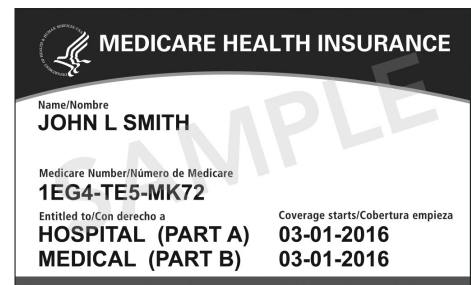 MEDICARE HEALTH INSURANCE
Name/Nombre
JOHN L SMITH
Medicare Number/Número de Medicare
1EG4-TE5-MK72
Entitled to/Con derecho a Coverage starts/Cobertura empieza
HOSPITAL (PART A) 03-01-2016
MEDICAL (PART B) 03-01-2016
SAMPLE